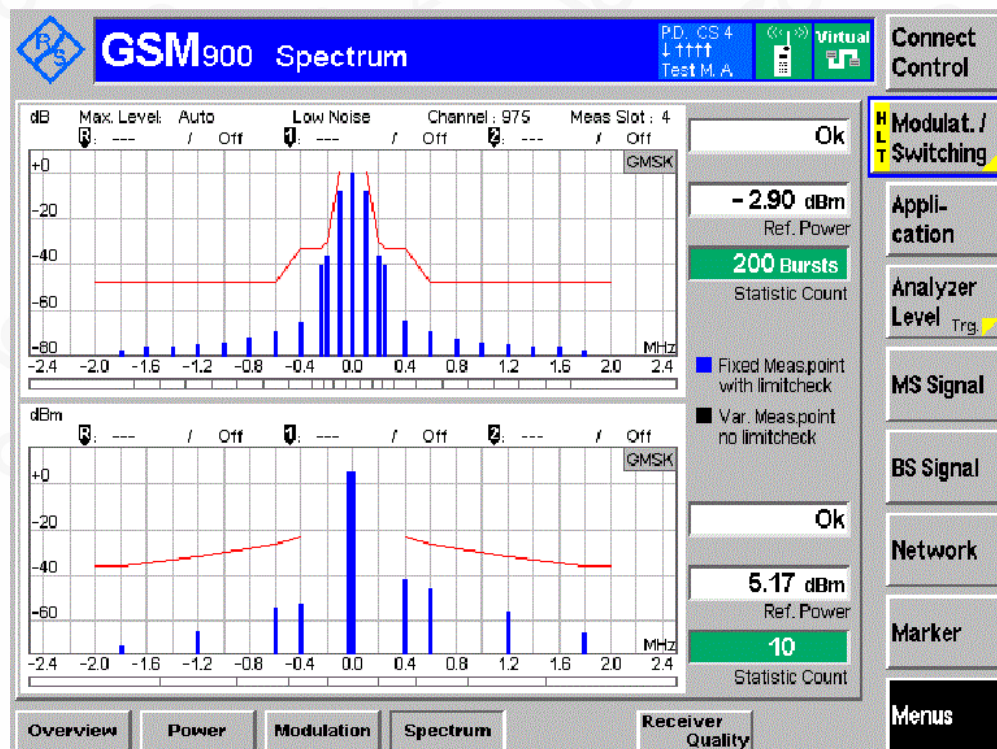 R/S
GSM900 Spectrum
P.D. CS 4
↓ ↑↑↑↑
Test M. A.
Virtual
Connect
Control
dB Max. Level: Auto Low Noise Channel : 975 Meas Slot : 4
R: --- / Off 1: --- / Off 2: --- / Off
GMSK
+0
-20
-40
-60
-80
MHz
-2.4 -2.0 -1.6 -1.2 -0.8 -0.4 0.0 0.4 0.8 1.2 1.6 2.0 2.4
Ok
-2.90 dBm
Ref. Power
200 Bursts
Statistic Count
Fixed Meas.point
with limitcheck
Var. Meas.point
no limitcheck
dBm
R: --- / Off 1: --- / Off 2: --- / Off
GMSK
+0
-20
-40
-60
MHz
-2.4 -2.0 -1.6 -1.2 -0.8 -0.4 0.0 0.4 0.8 1.2 1.6 2.0 2.4
Ok
5.17 dBm
Ref. Power
10
Statistic Count
HLT
Modulat. /
Switching
Appli-
cation
Analyzer
Level Trg.
MS Signal
BS Signal
Network
Marker
Menus
Overview
Power
Modulation
Spectrum
Receiver
Quality